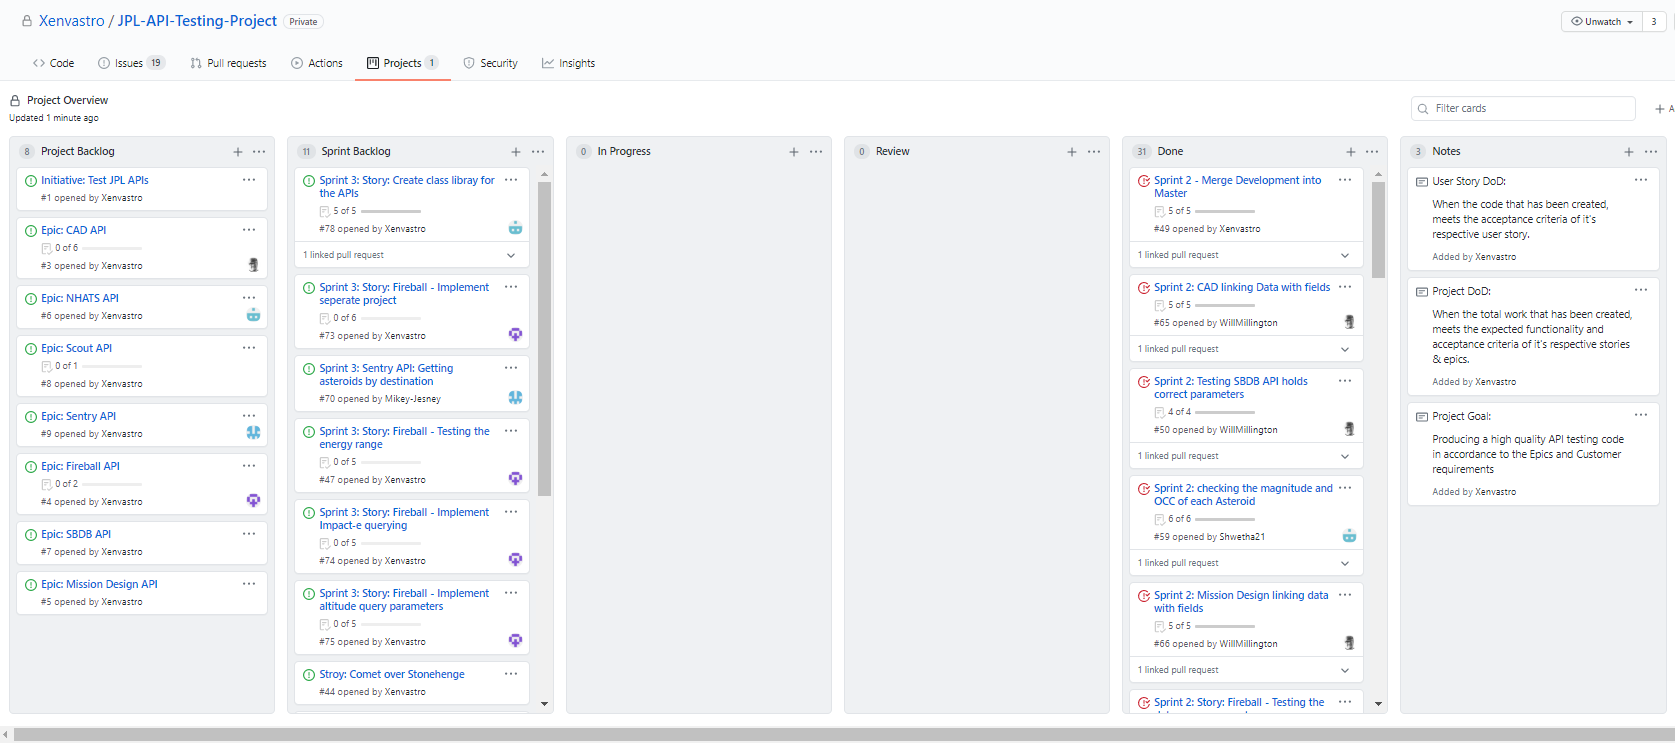 Xenvastro / JPL-API-Testing-Project Private
Unwatch 3
Code Issues 19 Pull requests Actions Projects 1 Security Insights
Project Overview
Updated 1 minute ago
Filter cards
+ A
8 Project Backlog
Initiative: Test JPL APIs
#1 opened by Xenvastro
Epic: CAD API
0 of 6
#3 opened by Xenvastro
Epic: NHATS API
#6 opened by Xenvastro
Epic: Scout API
0 of 1
#8 opened by Xenvastro
Epic: Sentry API
#9 opened by Xenvastro
Epic: Fireball API
0 of 2
#4 opened by Xenvastro
Epic: SBDB API
#7 opened by Xenvastro
Epic: Mission Design API
#5 opened by Xenvastro
11 Sprint Backlog
Sprint 3: Story: Create class libray for
the APIs
5 of 5
#78 opened by Xenvastro
1 linked pull request
Sprint 3: Story: Fireball - Implement
seperate project
0 of 6
#73 opened by Xenvastro
Sprint 3: Sentry API: Getting
asteroids by destination
#70 opened by Mikey-Jesney
Sprint 3: Story: Fireball - Testing the
energy range
0 of 5
#47 opened by Xenvastro
Sprint 3: Story: Fireball - Implement
Impact-e querying
0 of 5
#74 opened by Xenvastro
Sprint 3: Story: Fireball - Implement
altitude query parameters
0 of 5
#75 opened by Xenvastro
Stroy: Comet over Stonehenge
#44 opened by Xenvastro
0 In Progress
0 Review
31 Done
Sprint 2 - Merge Development into
Master
5 of 5
#49 opened by Xenvastro
1 linked pull request
Sprint 2: CAD linking Data with fields
5 of 5
#65 opened by WillMillington
1 linked pull request
Sprint 2: Testing SBDB API holds
correct parameters
4 of 4
#50 opened by WillMillington
1 linked pull request
Sprint 2: checking the magnitude and
OCC of each Asteroid
6 of 6
#59 opened by Shwetha21
1 linked pull request
Sprint 2: Mission Design linking data
with fields
5 of 5
#66 opened by WillMillington
1 linked pull request
Sprint 2: Story: Fireball - Testing the
3 Notes
User Story DoD:
When the code that has been created,
meets the acceptance criteria of it's
respective user story.
Added by Xenvastro
Project DoD:
When the total work that has been created,
meets the expected functionality and
acceptance criteria of it's respective stories
& epics.
Added by Xenvastro
Project Goal:
Producing a high quality API testing code
in accordance to the Epics and Customer
requirements
Added by Xenvastro